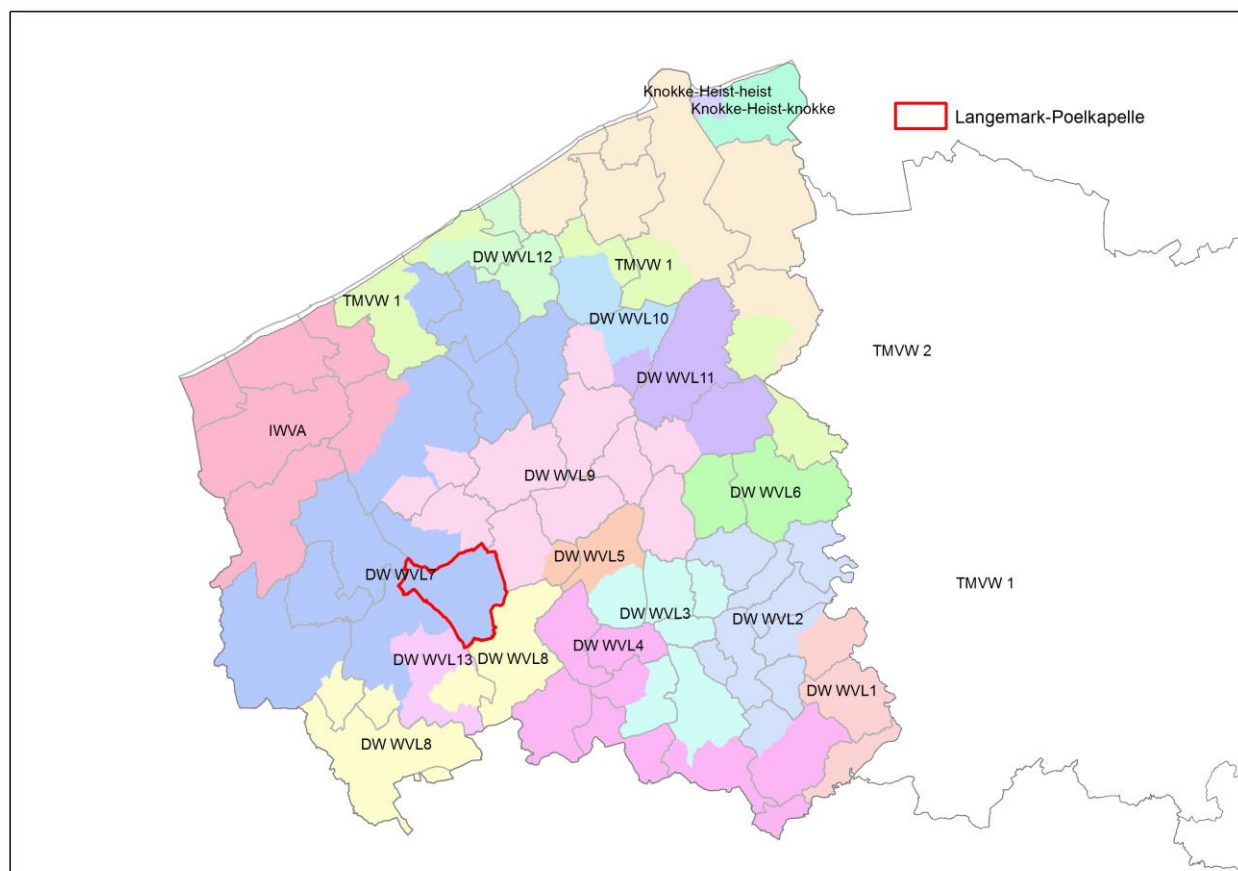 Knokke-Heist-heist
Knokke-Heist-knokke
Langemark-Poelkapelle
DW WVL12
TMVW 1
TMVW 1
DW WVL10
TMVW 2
DW WVL11
IWVA
DW WVL9
DW WVL6
DW WVL5
DW WVL7
TMVW 1
DW WVL3
DW WVL2
DW WVL4
DW WVL13
DW WVL8
DW WVL1
DW WVL8